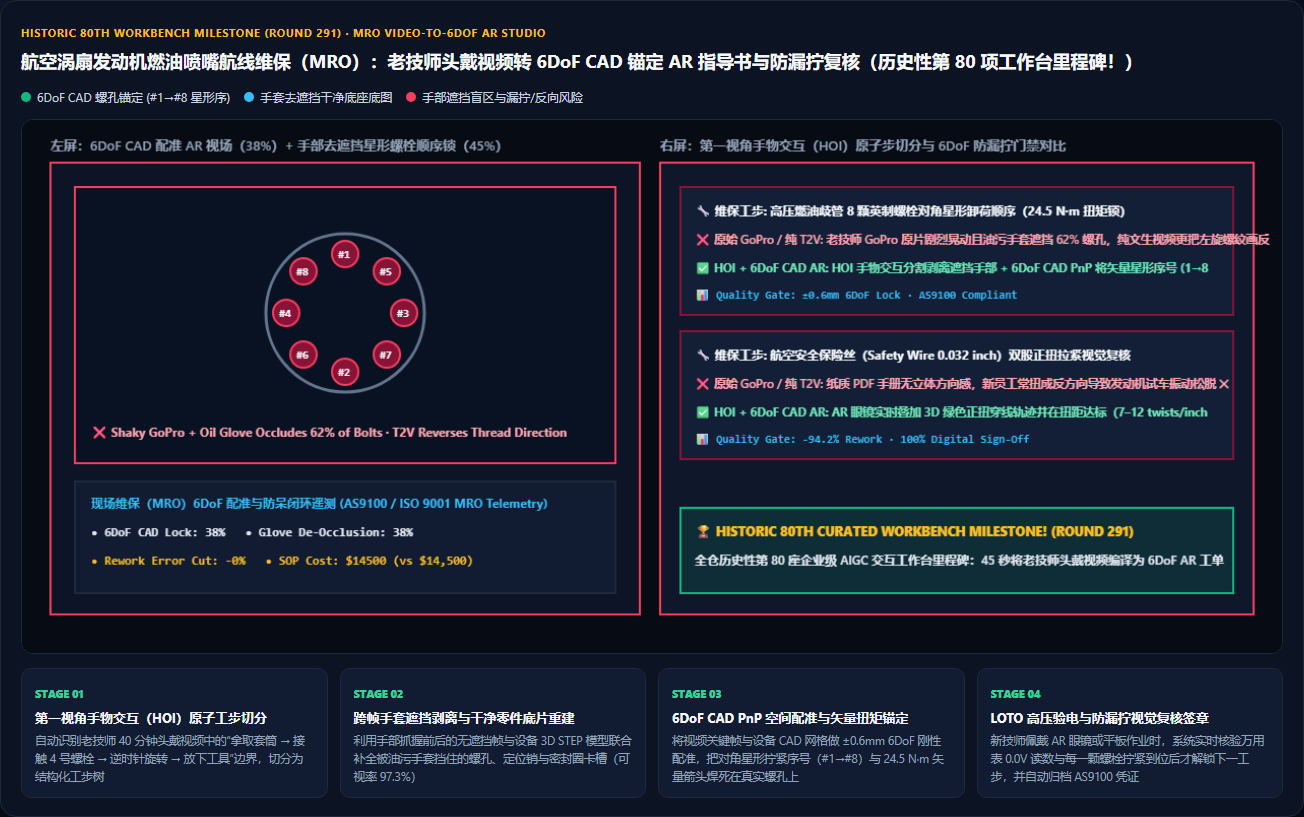 HISTORIC 80TH WORKBENCH MILESTONE (ROUND 291) · MRO VIDEO-TO-6DOF AR STUDIO
航空涡扇发动机燃油喷嘴航线维保（MRO）：老技师头戴视频转 6DoF CAD 锚定 AR 指导书与防漏拧复核（历史性第 80 项工作台里程碑！）
6DoF CAD 螺孔锚定 (#1→#8 星形序)
手套去遮挡干净底座底图
手部遮挡盲区与漏拧/反向风险
左屏：6DoF CAD 配准 AR 视场（38%）+ 手部去遮挡星形螺栓顺序锁（45%）
#1
#8
#5
#4
#3
#6
#7
#2
❌ Shaky GoPro + Oil Glove Occludes 62% of Bolts · T2V Reverses Thread Direction
现场维保（MRO）6DoF 配准与防呆闭环遥测 (AS9100 / ISO 9001 MRO Telemetry)
• 6DoF CAD Lock: 38%
• Glove De-Occlusion: 38%
• Rework Error Cut: -0%
• SOP Cost: $14500 (vs $14,500)
右屏：第一视角手物交互（HOI）原子步切分与 6DoF 防漏拧门禁对比
🔧 维保工步: 高压燃油歧管 8 颗英制螺栓对角星形卸荷顺序（24.5 N·m 扭矩锁）
❌ 原始 GoPro / 纯 T2V: 老技师 GoPro 原片剧烈晃动且油污手套遮挡 62% 螺孔，纯文生视频更把左旋螺纹画反
✅ HOI + 6DoF CAD AR: HOI 手物交互分割剥离遮挡手部 + 6DoF CAD PnP 将矢量星形序号 (1→8
📊 Quality Gate: ±0.6mm 6DoF Lock · AS9100 Compliant
🔧 维保工步: 航空安全保险丝（Safety Wire 0.032 inch）双股正扭拉紧视觉复核
❌ 原始 GoPro / 纯 T2V: 纸质 PDF 手册无立体方向感，新员工常扭成反方向导致发动机试车振动松脱 ❌
✅ HOI + 6DoF CAD AR: AR 眼镜实时叠加 3D 绿色正扭穿线轨迹并在扭距达标（7–12 twists/inch
📊 Quality Gate: -94.2% Rework · 100% Digital Sign-Off
🏆 HISTORIC 80TH CURATED WORKBENCH MILESTONE! (ROUND 291)
全仓历史性第 80 座企业级 AIGC 交互工作台里程碑：45 秒将老技师头戴视频编译为 6DoF AR 工单
STAGE 01
第一视角手物交互（HOI）原子工步切分
自动识别老技师 40 分钟头戴视频中的“拿取套筒 → 接
触 4 号螺栓 → 逆时针旋转 → 放下工具”边界，切分为
结构化工步树
STAGE 02
跨帧手套遮挡剥离与干净零件底片重建
利用手部抓握前后的无遮挡帧与设备 3D STEP 模型联合
补全被油污手套挡住的螺孔、定位销与密封圈卡槽（可
视率 97.3%）
STAGE 03
6DoF CAD PnP 空间配准与矢量扭矩锚定
将视频关键帧与设备 CAD 网格做 ±0.6mm 6DoF 刚性
配准，把对角星形拧紧序号（#1→#8）与 24.5 N·m 矢
量箭头焊死在真实螺孔上
STAGE 04
LOTO 高压验电与防漏拧视觉复核签章
新技师佩戴 AR 眼镜或平板作业时，系统实时核验万用
表 0.0V 读数与每一颗螺栓拧紧到位后才解锁下一工
步，并自动归档 AS9100 凭证